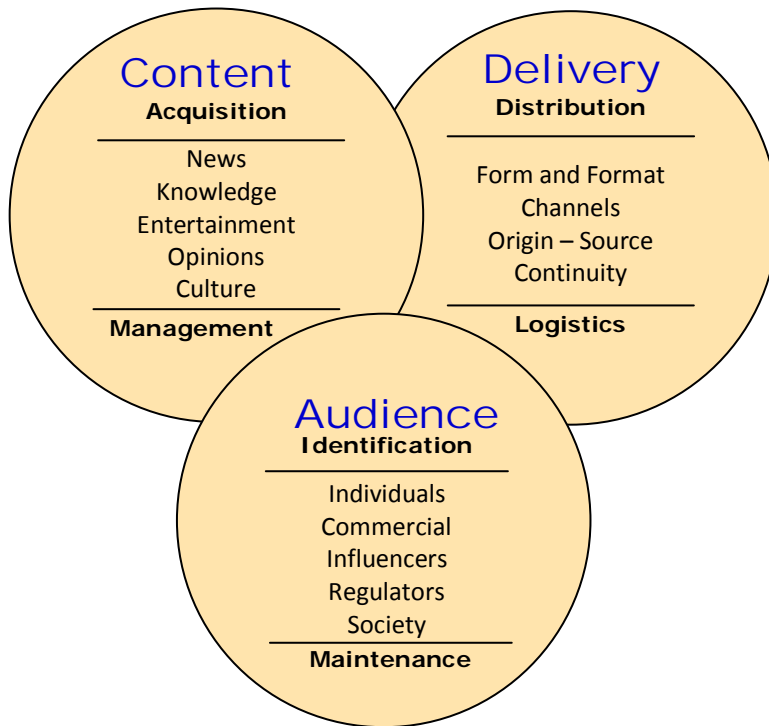 Content
Acquisition
News
Knowledge
Entertainment
Opinions
Culture
Management
Delivery
Distribution
Form and Format
Channels
Origin – Source
Continuity
Logistics
Audience
Identification
Individuals
Commercial
Influencers
Regulators
Society
Maintenance